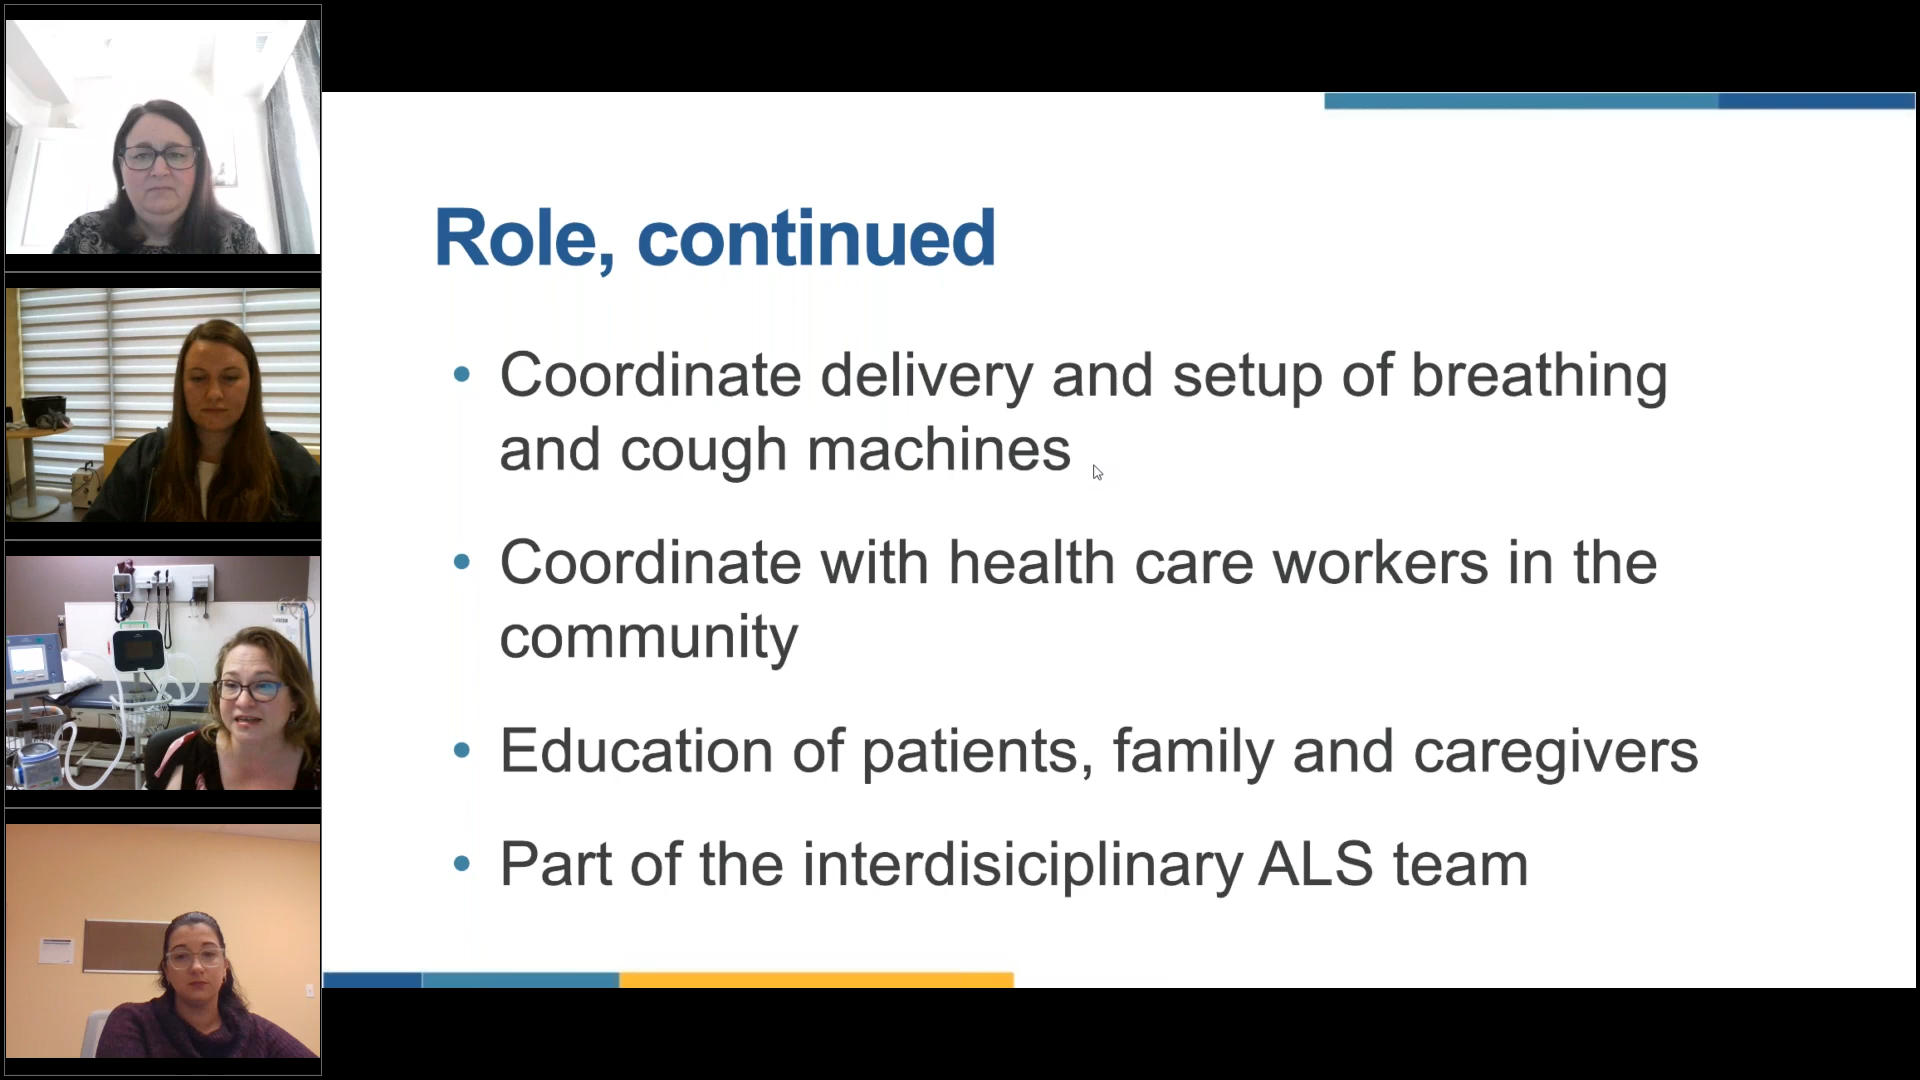 Role, continued
• Coordinate delivery and setup of breathing
and cough machines
• Coordinate with health care workers in the
community
• Education of patients, family and caregivers
• Part of the interdisiciplinary ALS team